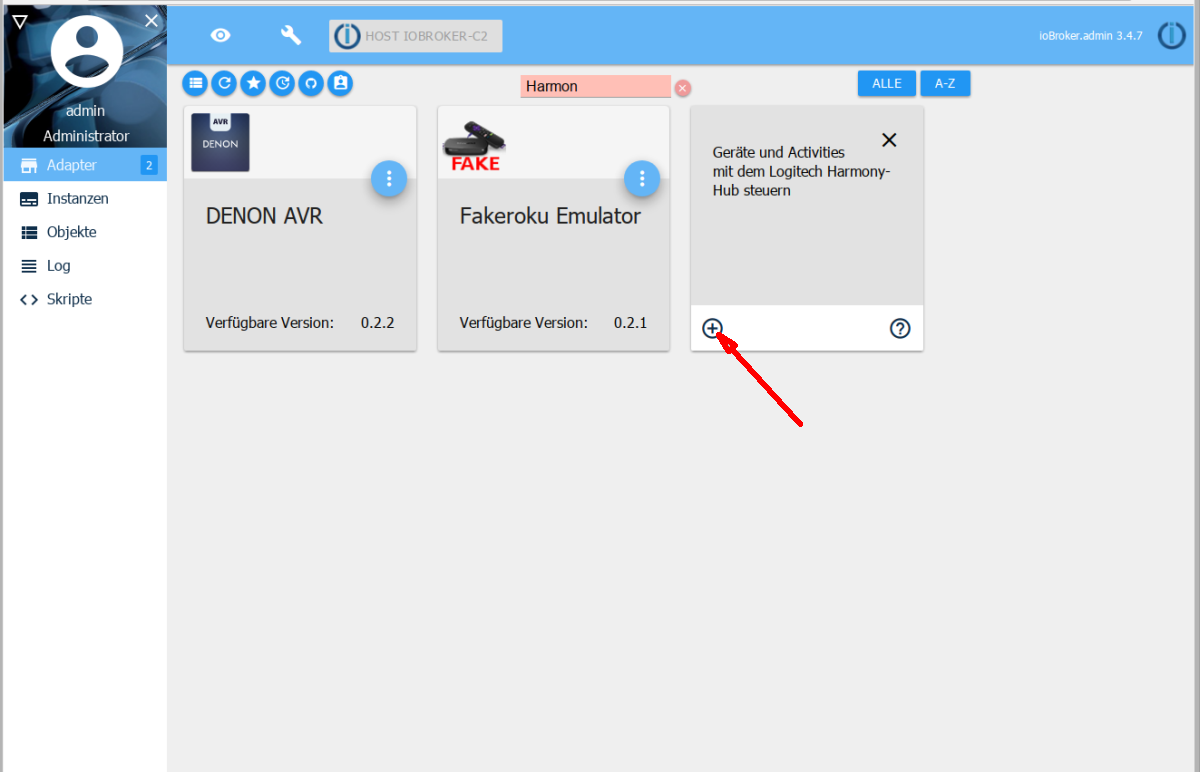 HOST IOBROKER-C2
ioBroker.admin 3.4.7
admin
Administrator
Adapter 2
Instanzen
Objekte
Log
Skripte
Harmon
ALLE
A-Z
AVR
DENON
DENON AVR
Verfügbare Version: 0.2.2
FAKE
Fakeroku Emulator
Verfügbare Version: 0.2.1
Geräte und Activities
mit dem Logitech Harmony-
Hub steuern